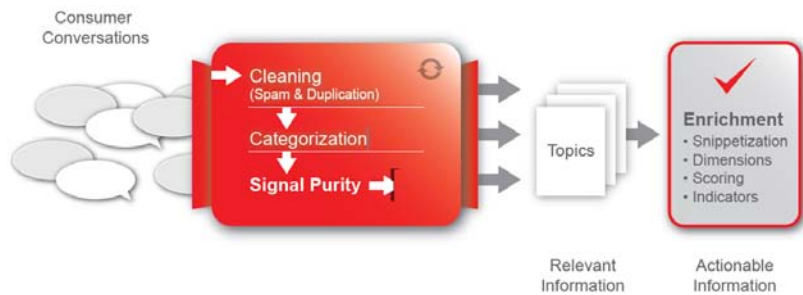 Consumer
Conversations
Cleaning
(Spam & Duplication)
Categorization
Signal Purity
Topics
Enrichment
• Snippetization
• Dimensions
• Scoring
• Indicators
Relevant
Information
Actionable
Information